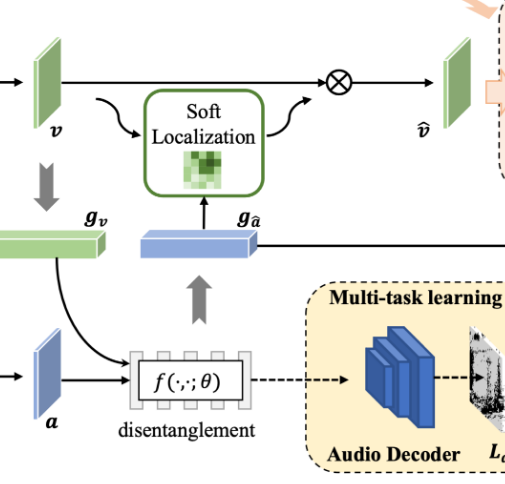 v
Soft
Localization
v̂
g_v
g_â
Multi-task learning
f(·,·; θ)
a
disentanglement
Audio Decoder